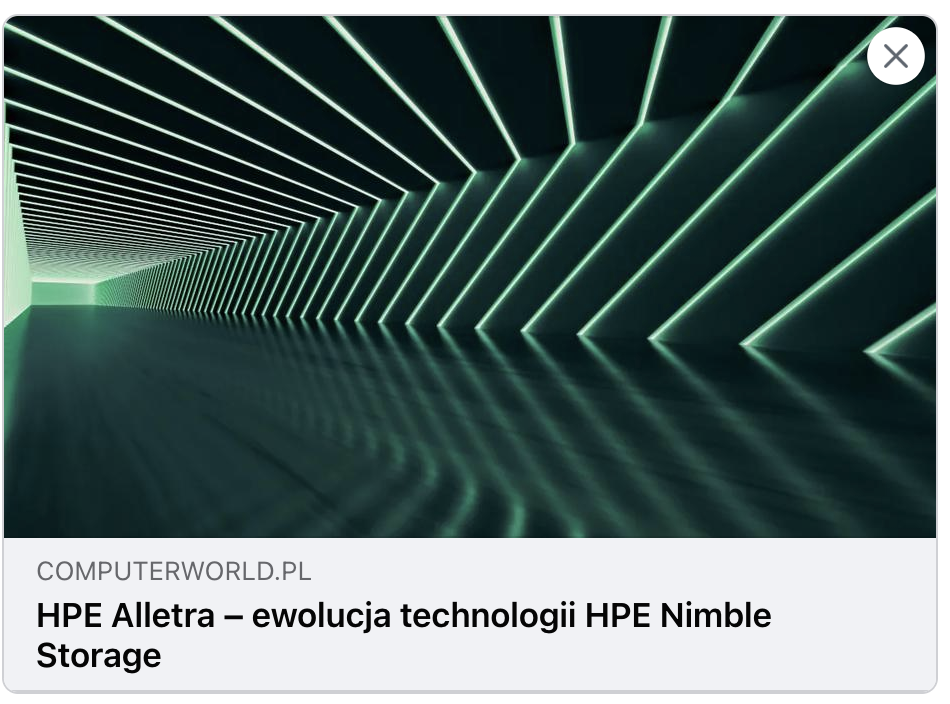 COMPUTERWORLD.PL
HPE Alletra – ewolucja technologii HPE Nimble
Storage